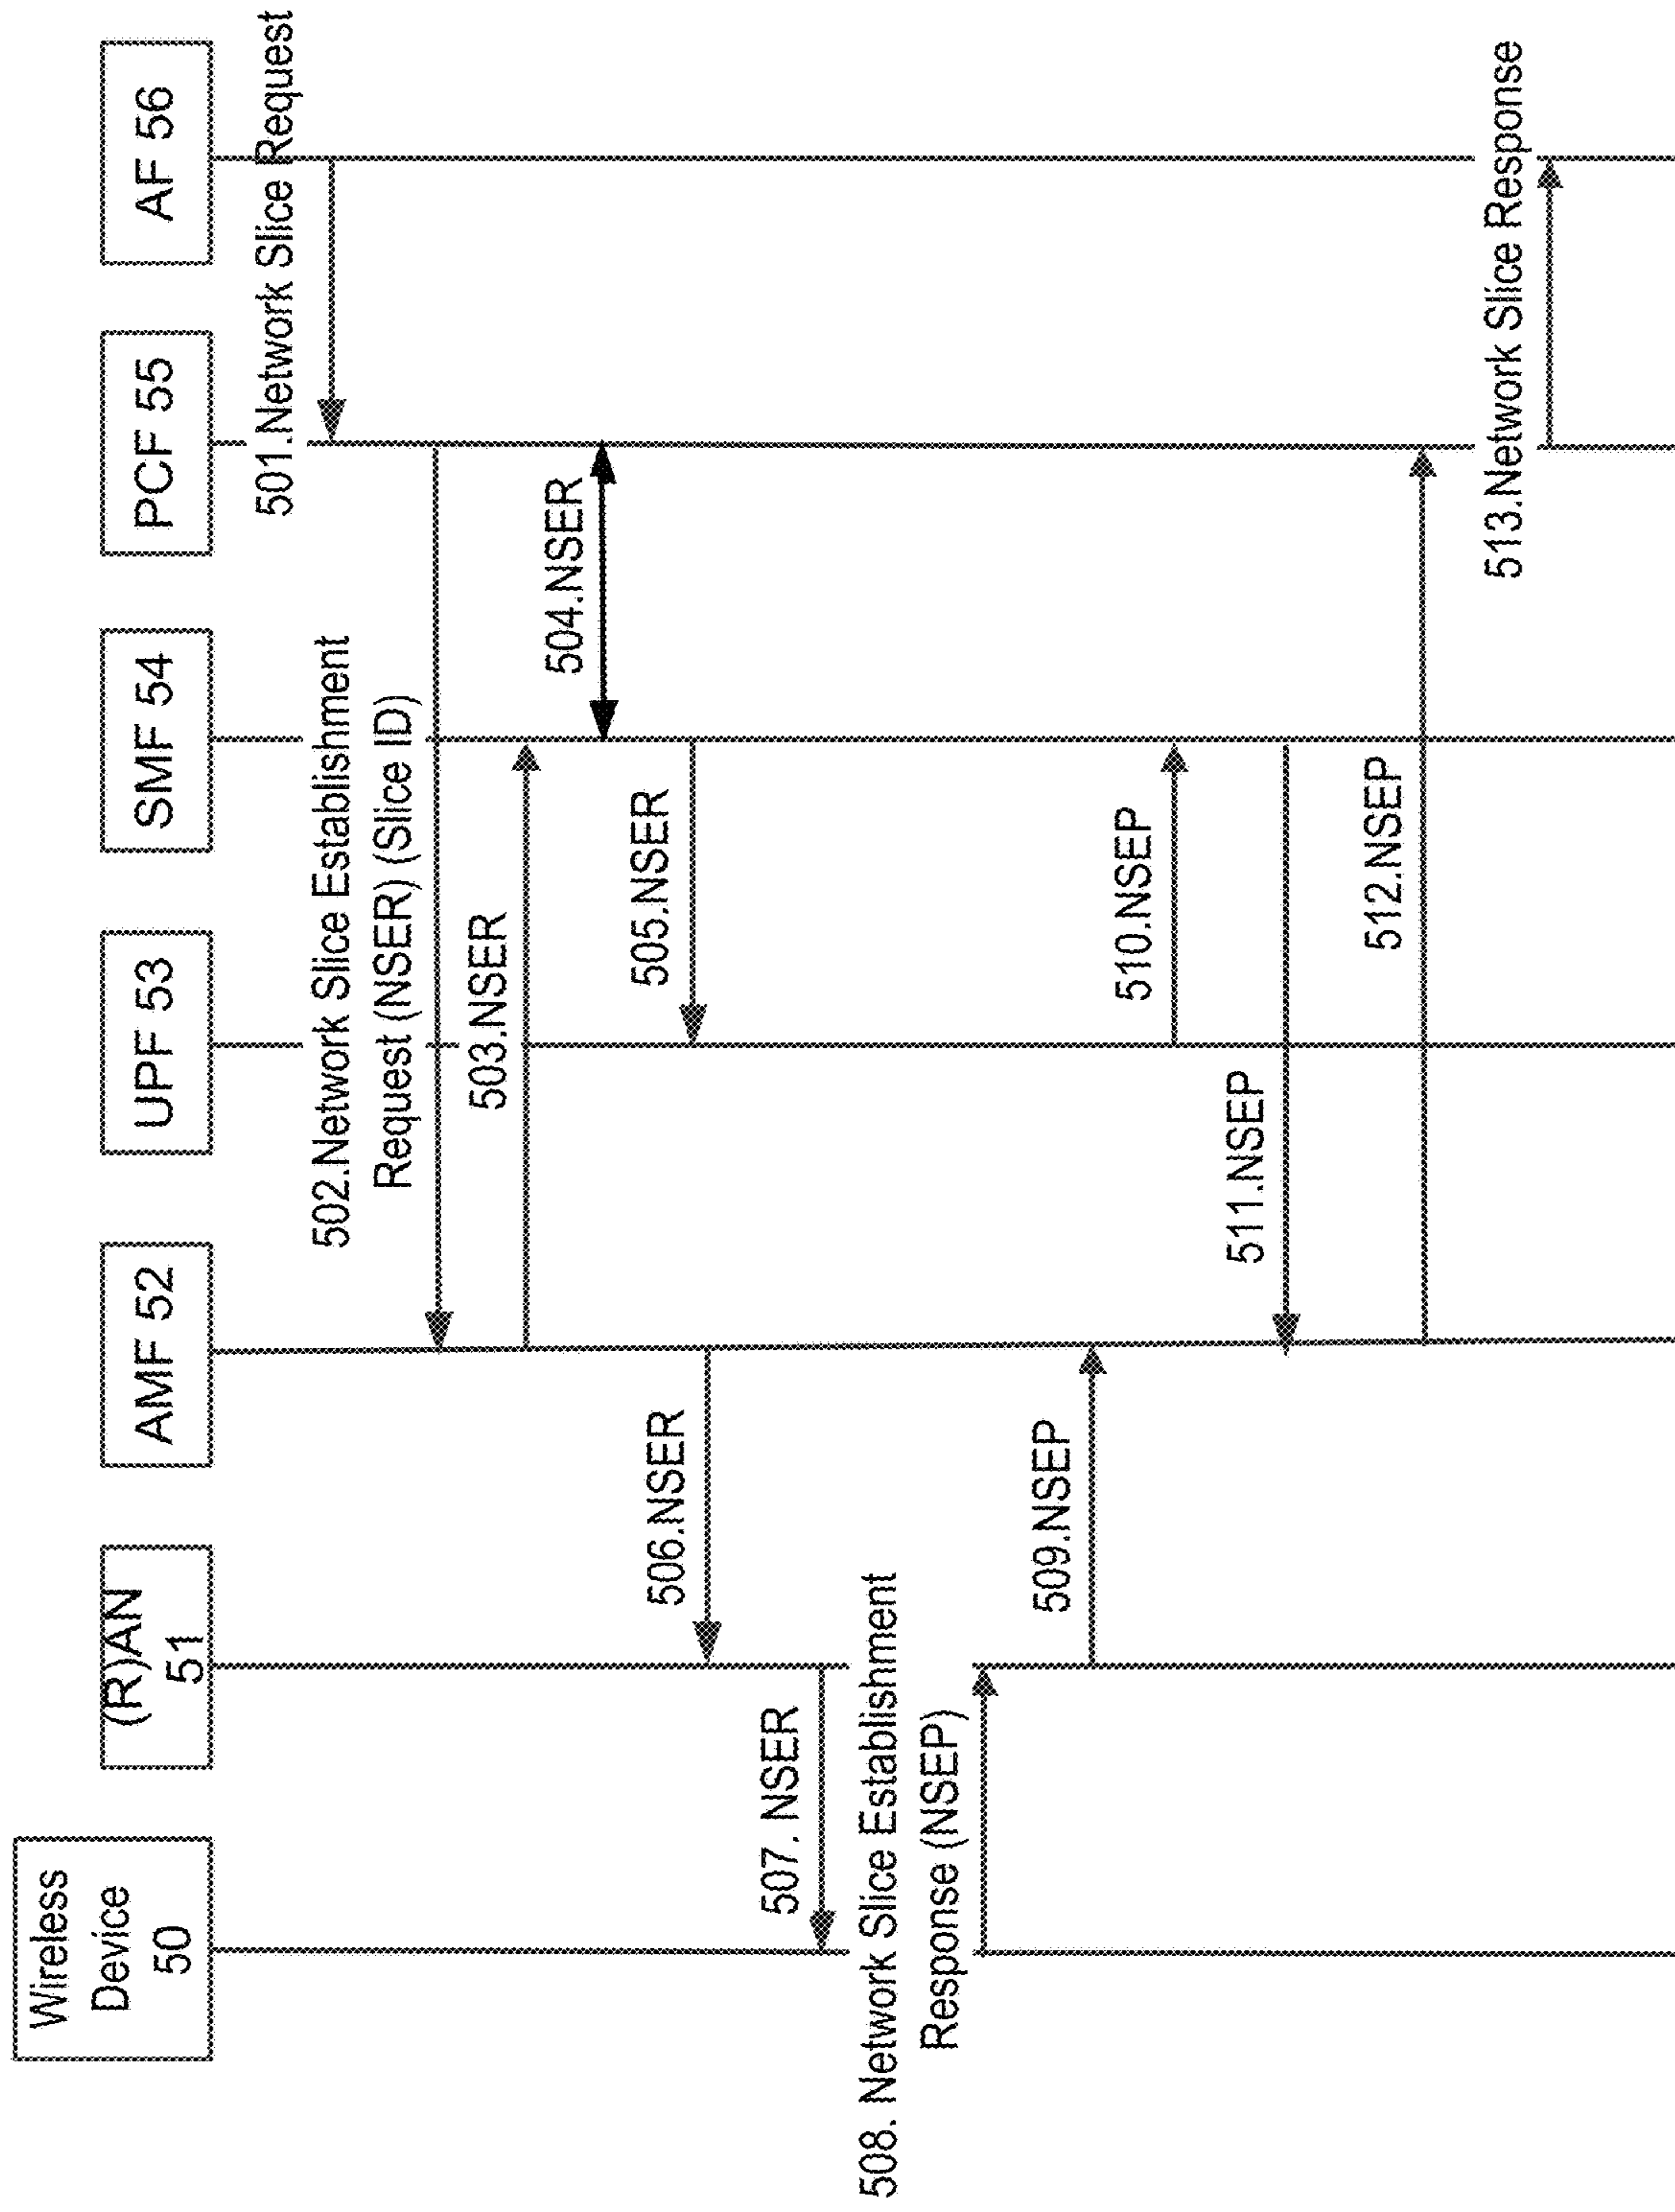 Wireless
Device
50
(R)AN
51
AMF 52
UPF 53
SMF 54
PCF 55
AF 56
501.Network Slice Request
502.Network Slice Establishment
Request (NSER) (Slice ID)
503.NSER
504.NSER
505.NSER
506.NSER
507. NSER
508. Network Slice Establishment
Response (NSEP)
509.NSEP
510.NSEP
511.NSEP
512.NSEP
513.Network Slice Response